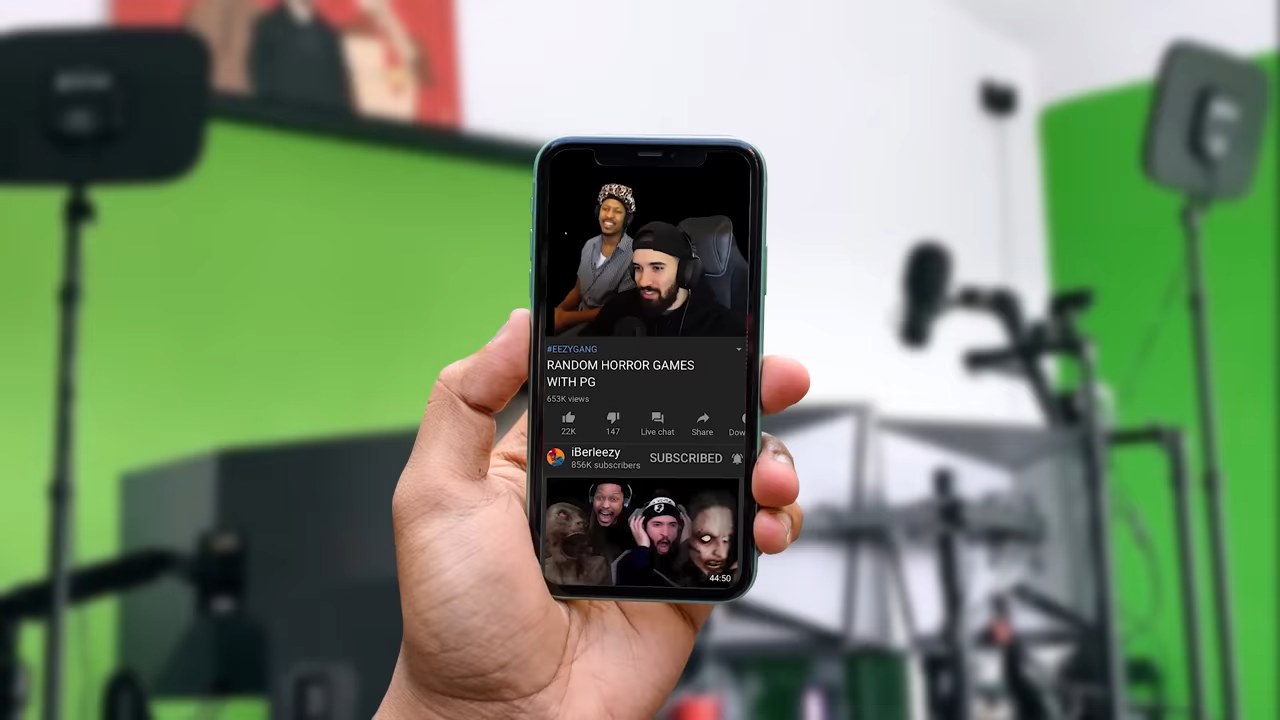 #EEZYGANG
RANDOM HORROR GAMES
WITH PG
653K views
22K
147
Live chat
Share
Dow
iBerleezy
856K subscribers
SUBSCRIBED
44:50